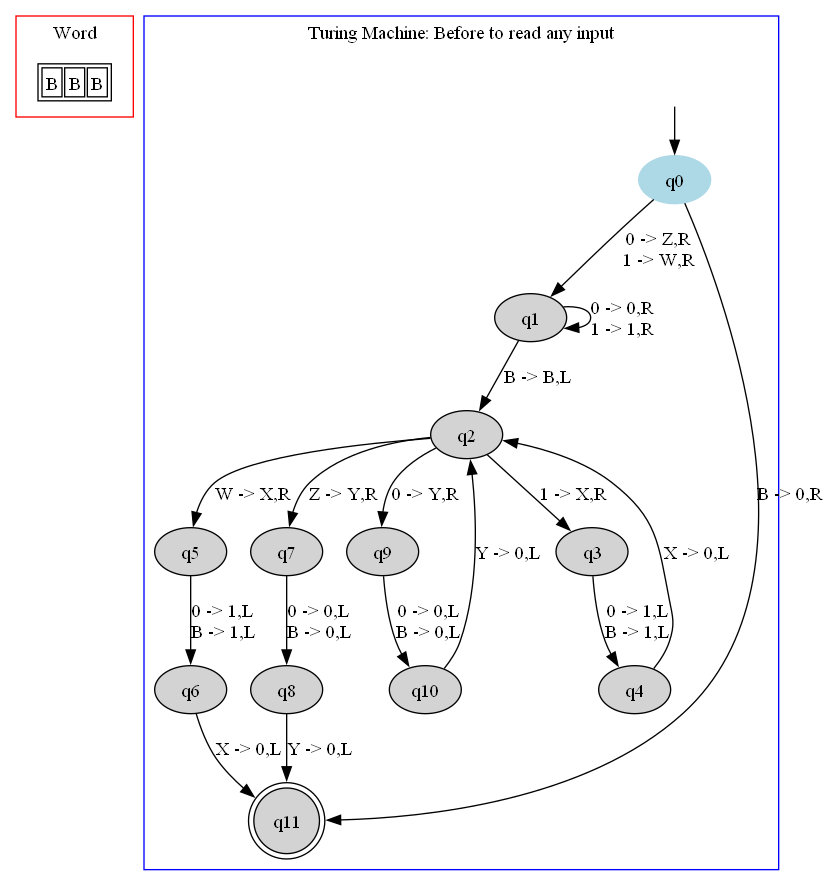 Word
B B B
Turing Machine: Before to read any input
q0
0 -> Z,R
1 -> W,R
q1
0 -> 0,R
1 -> 1,R
B -> B,L
q2
W -> X,R
Z -> Y,R
0 -> Y,R
1 -> X,R
B -> 0,R
q5
q7
q9
q3
Y -> 0,L
X -> 0,L
0 -> 1,L
B -> 1,L
0 -> 0,L
B -> 0,L
0 -> 0,L
B -> 0,L
0 -> 1,L
B -> 1,L
q6
q8
q10
q4
X -> 0,L
Y -> 0,L
q11